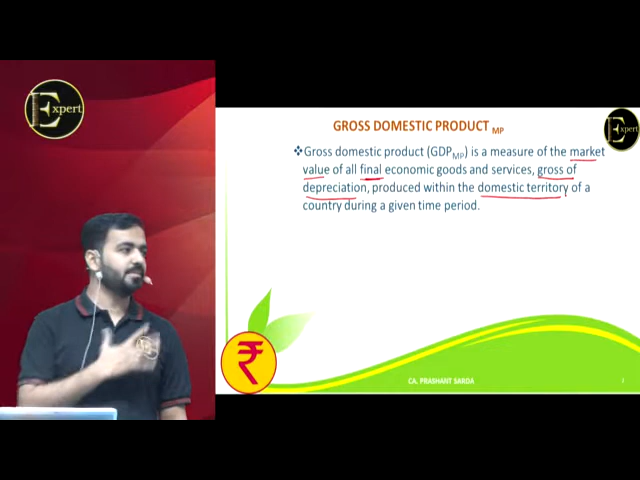 Expert
GROSS DOMESTIC PRODUCT MP
Expert
❖Gross domestic product (GDPMP) is a measure of the market
value of all final economic goods and services, gross of
depreciation, produced within the domestic territory of a
country during a given time period.
₹
CA. PRASHANT SARDA